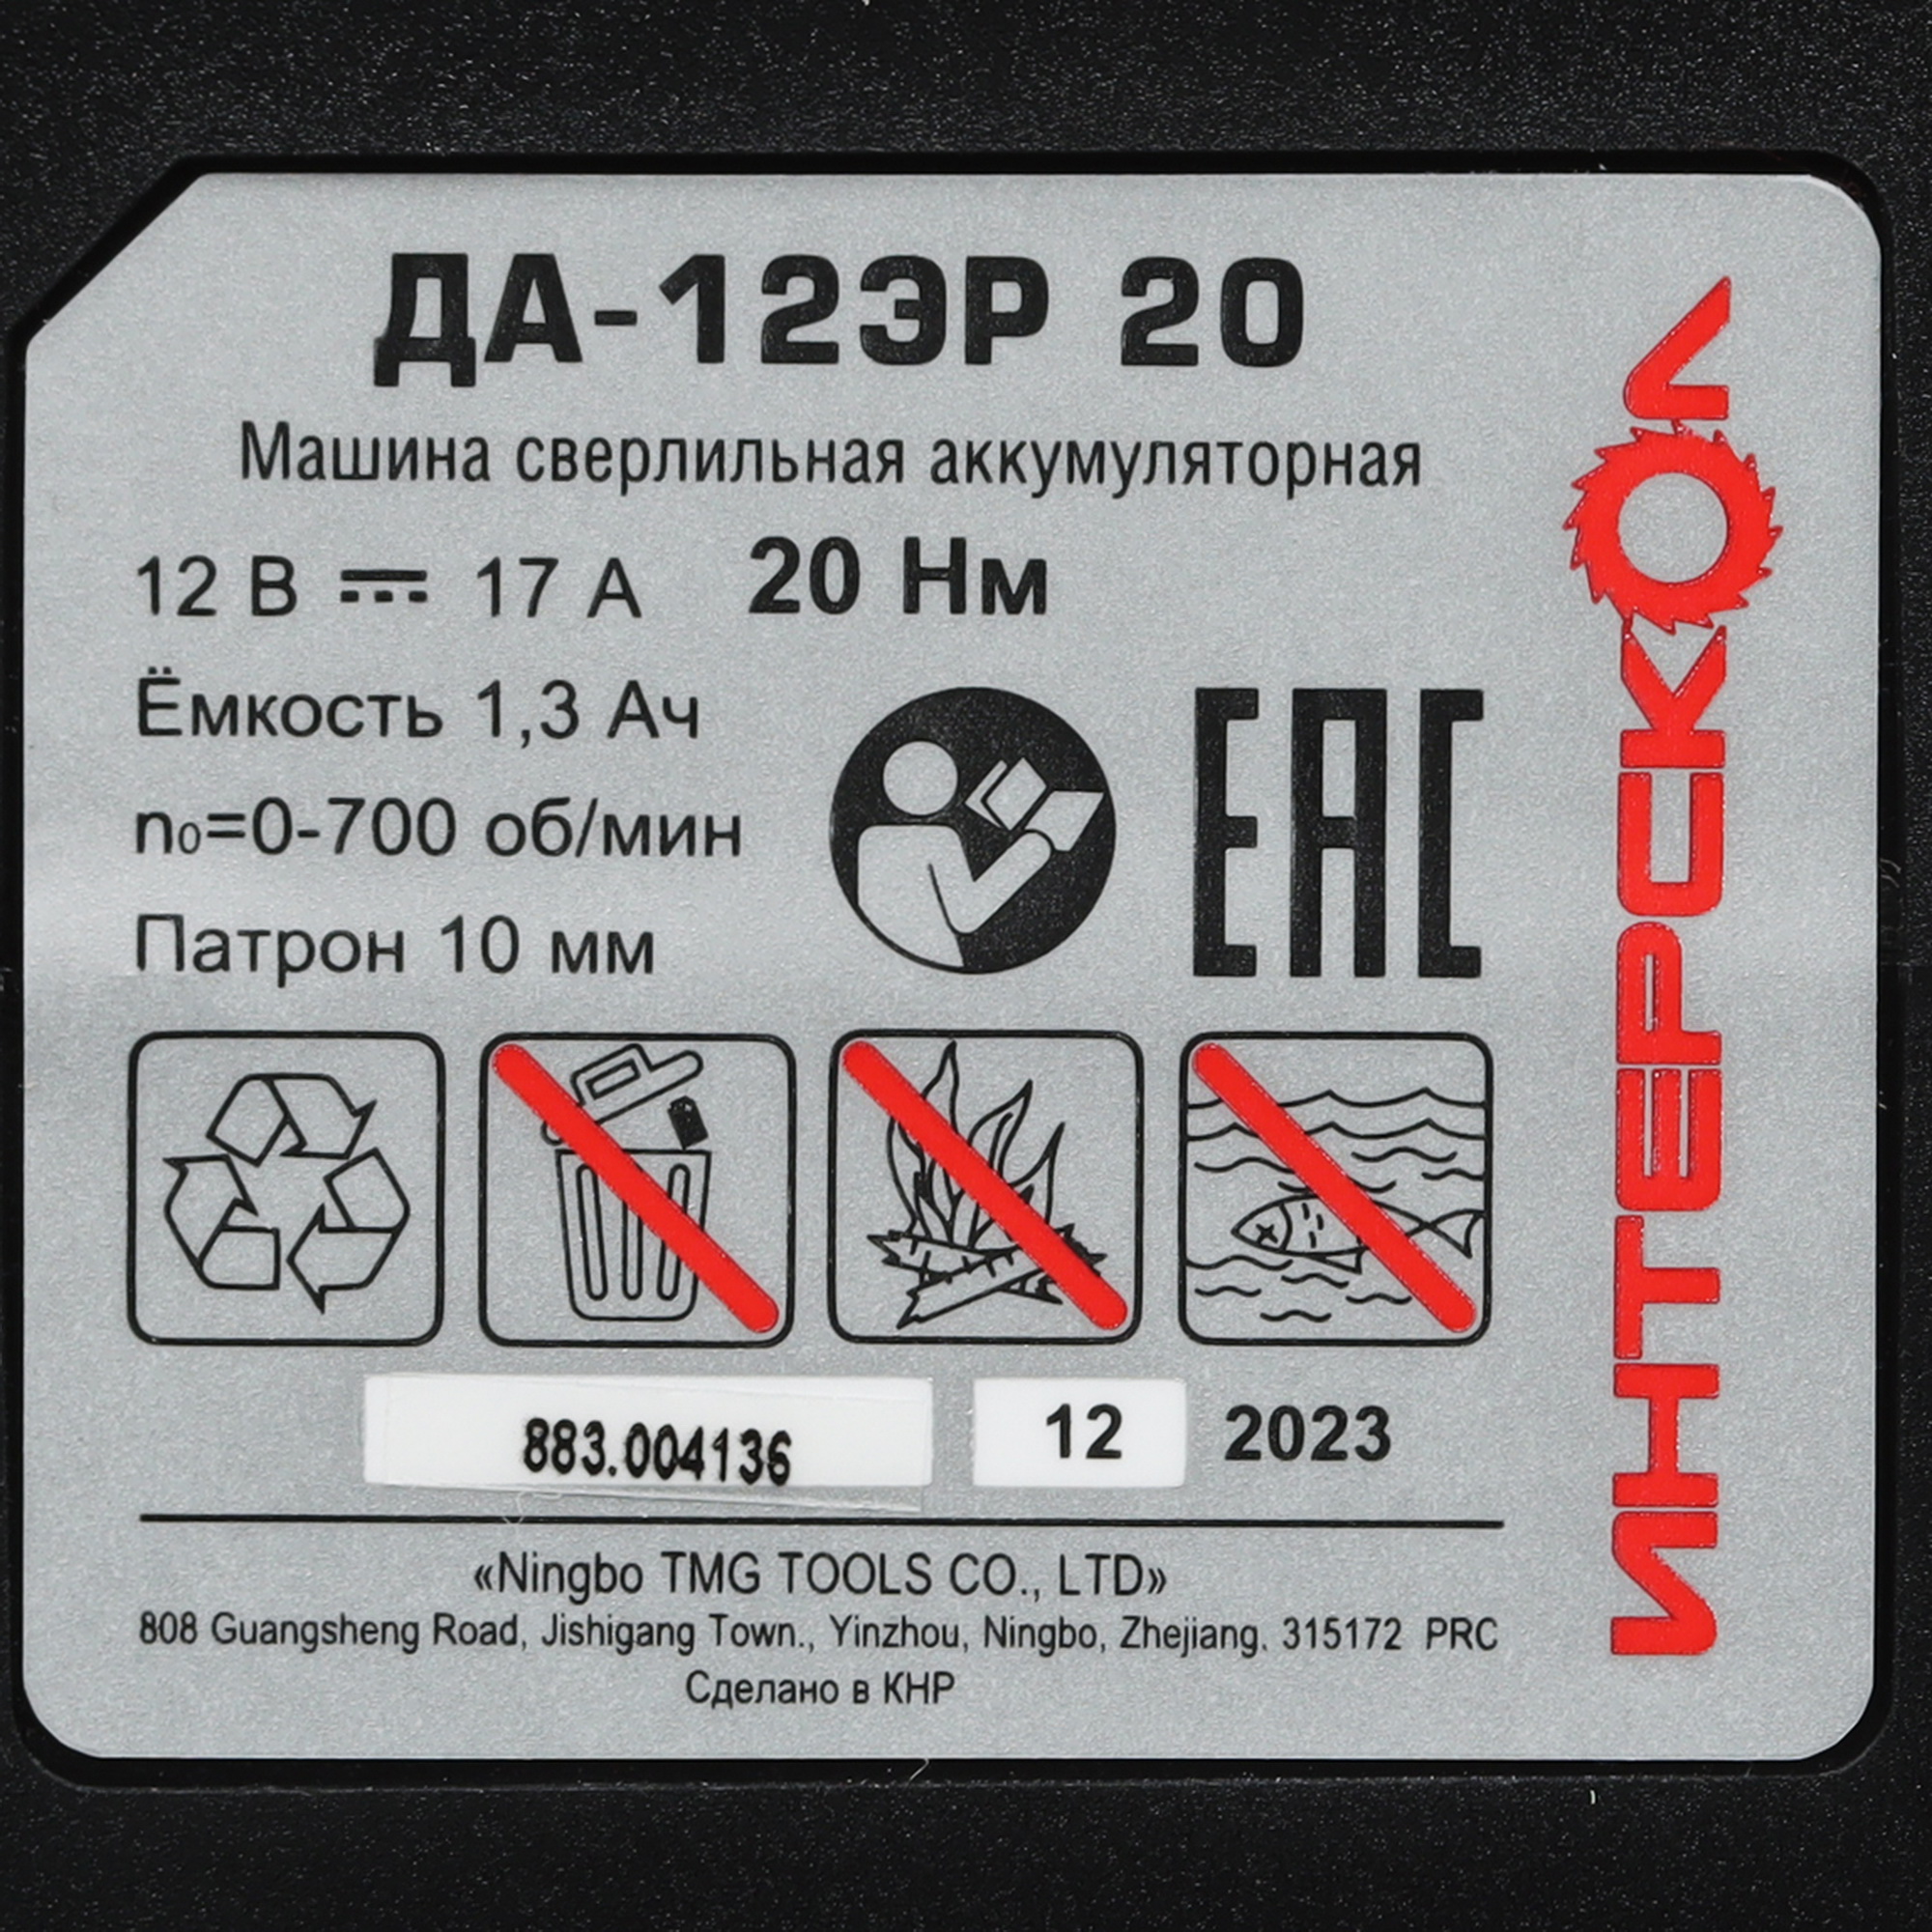 ДА-12ЭР 20
Машина сверлильная аккумуляторная
12 В ⎓ 17 А 20 Нм
Ёмкость 1,3 Ач
n₀=0-700 об/мин
Патрон 10 мм
EAC
ИНТЕРСКОЛ
883.004136 12 2023
«Ningbo TMG TOOLS CO., LTD»
808 Guangsheng Road, Jishigang Town., Yinzhou, Ningbo, Zhejiang. 315172 PRC
Сделано в КНР